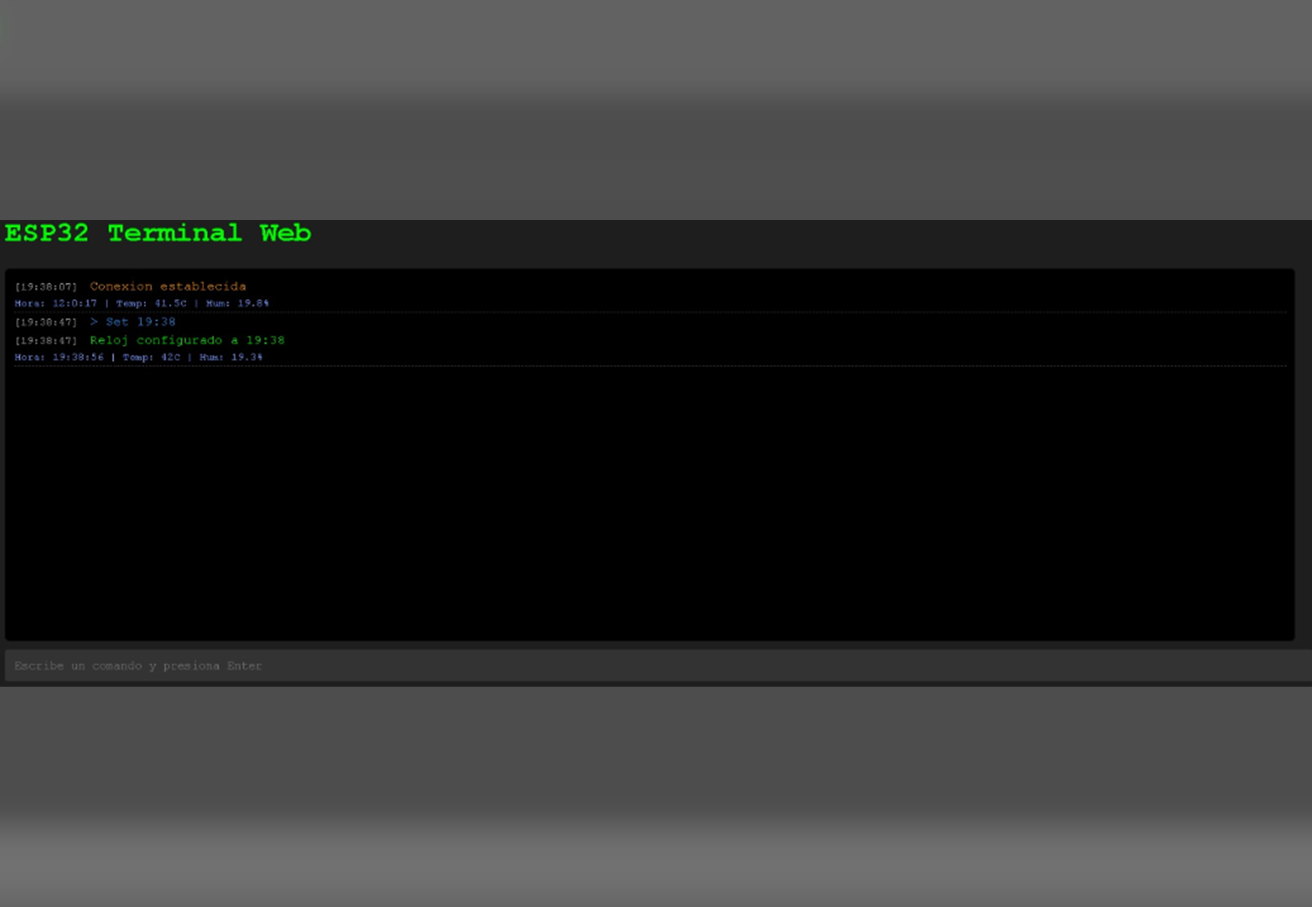 ESP32 Terminal Web
[19:38:07] Conexion establecida
Hora: 12:0:17 | Temp: 41.5C | Hum: 19.8%
[19:38:47] > Set 19:38
[19:38:47] Reloj configurado a 19:38
Hora: 19:38:56 | Temp: 42C | Hum: 19.3%
Escribe un comando y presiona Enter